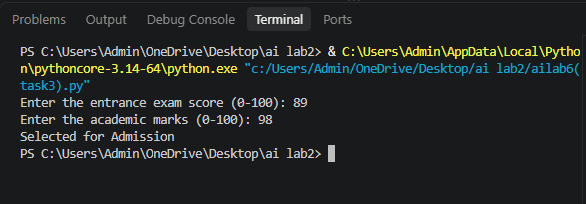 Problems Output Debug Console Terminal Ports
PS C:\Users\Admin\OneDrive\Desktop\ai lab2> & C:\Users\Admin\AppData\Local\Pytho
n\pythoncore-3.14-64\python.exe "c:/Users/Admin/OneDrive/Desktop/ai lab2/ailab6(
task3).py"
Enter the entrance exam score (0-100): 89
Enter the academic marks (0-100): 98
Selected for Admission
PS C:\Users\Admin\OneDrive\Desktop\ai lab2>